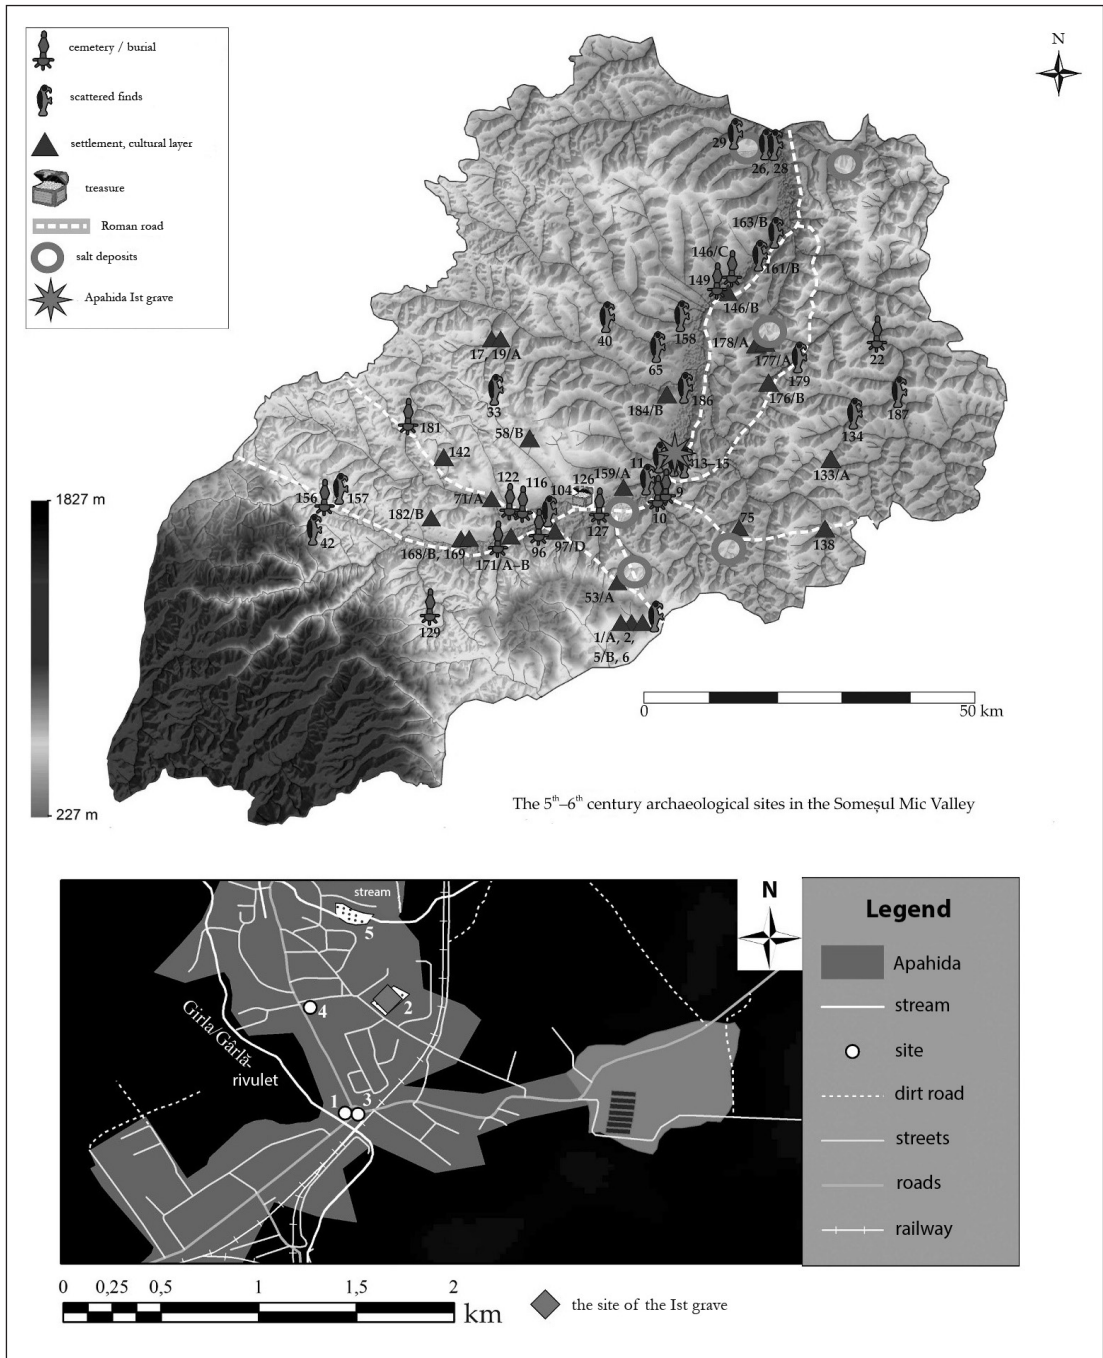 cemetery / burial
scattered finds
settlement, cultural layer
treasure
Roman road
salt deposits
Apahida Ist grave
N
29
26, 28
163/B
146/C
161/B
149
146/B
40
158
178/A
17, 19/A
65
177/A
22
179
33
184/B
186
176/B
187
181
58/B
134
142
11
13–15
133/A
122
116
159/A
126
104
9
156
157
71/A
10
127
182/B
75
42
96
97/D
138
168/B, 169
171/A–B
53/A
129
1/A, 2,
5/B, 6
1827 m
227 m
0
50 km
The 5th–6th century archaeological sites in the Someșul Mic Valley
stream
5
N
2
4
Girla/Gârlă-
rivulet
1
3
Legend
Apahida
stream
site
dirt road
streets
roads
railway
0 0,25 0,5 1 1,5 2
km
the site of the Ist grave